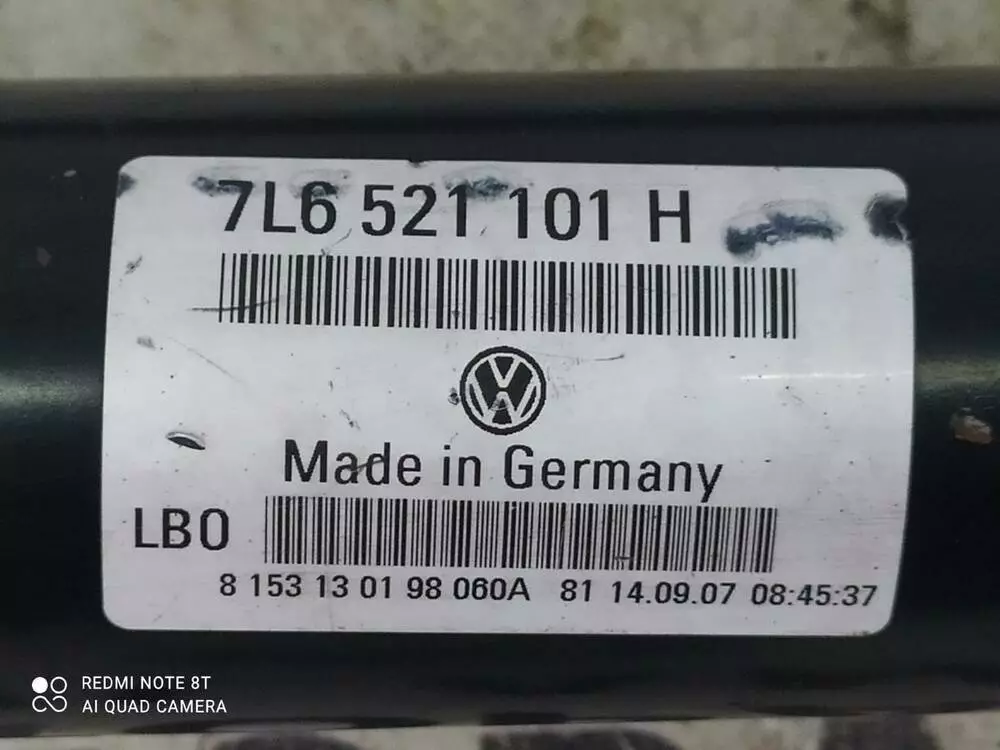 7L6 521 101 H
Made in Germany
LB0
8 153 13 01 98 060A 81 14.09.07 08:45:37
REDMI NOTE 8T
AI QUAD CAMERA